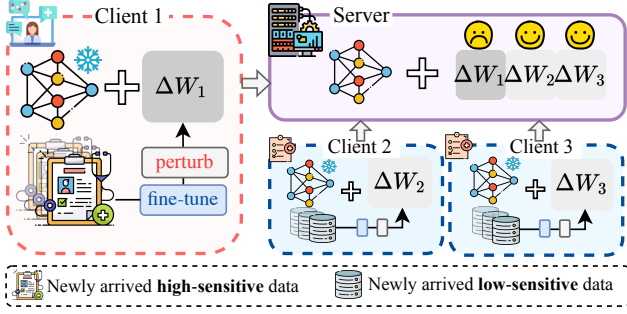 Client 1
Server
ΔW₁
ΔW₁ ΔW₂ ΔW₃
perturb
fine-tune
Client 2
ΔW₂
Client 3
ΔW₃
Newly arrived high-sensitive data
Newly arrived low-sensitive data